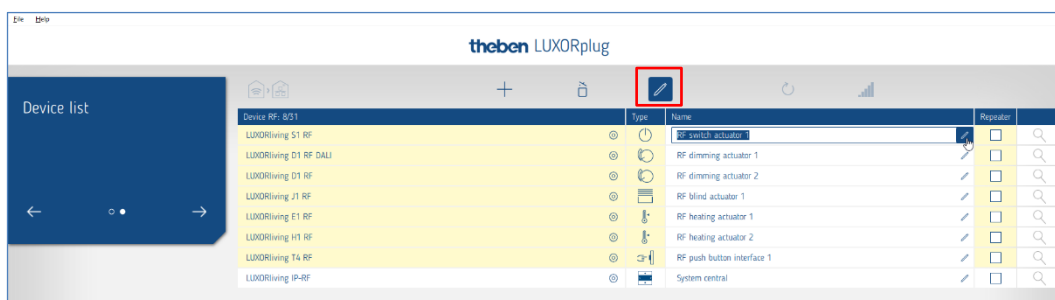 File Help
theben LUXORplug
Device list
Device RF: 8/31 Type Name Repeater
LUXORliving S1 RF RF switch actuator 1
LUXORliving D1 RF DALI RF dimming actuator 1
LUXORliving D1 RF RF dimming actuator 2
LUXORliving J1 RF RF blind actuator 1
LUXORliving E1 RF RF heating actuator 1
LUXORliving H1 RF RF heating actuator 2
LUXORliving T4 RF RF push button interface 1
LUXORliving IP-RF System central